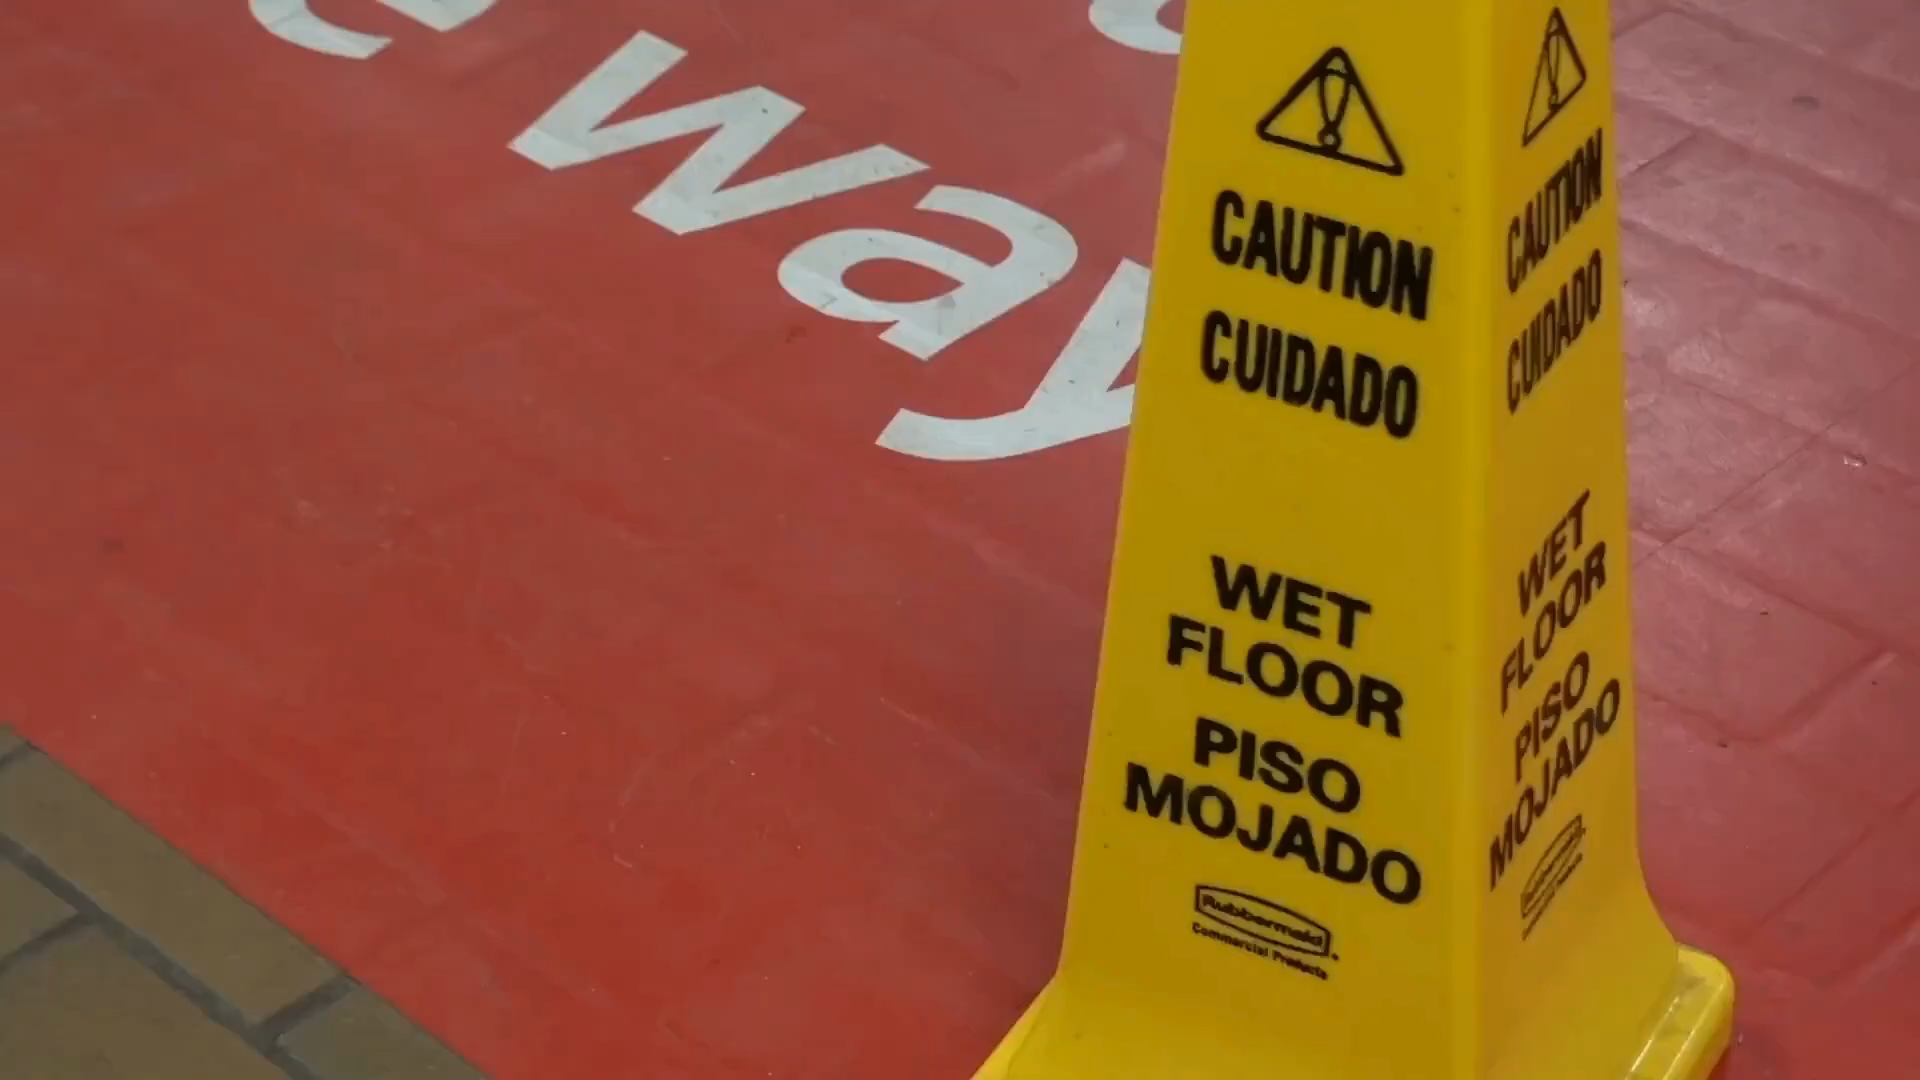 e way
CAUTION
CUIDADO
WET
FLOOR
PISO
MOJADO
Rubbermaid
Commercial Products
CAUTION
CUIDADO
WET
FLOOR
PISO
MOJADO